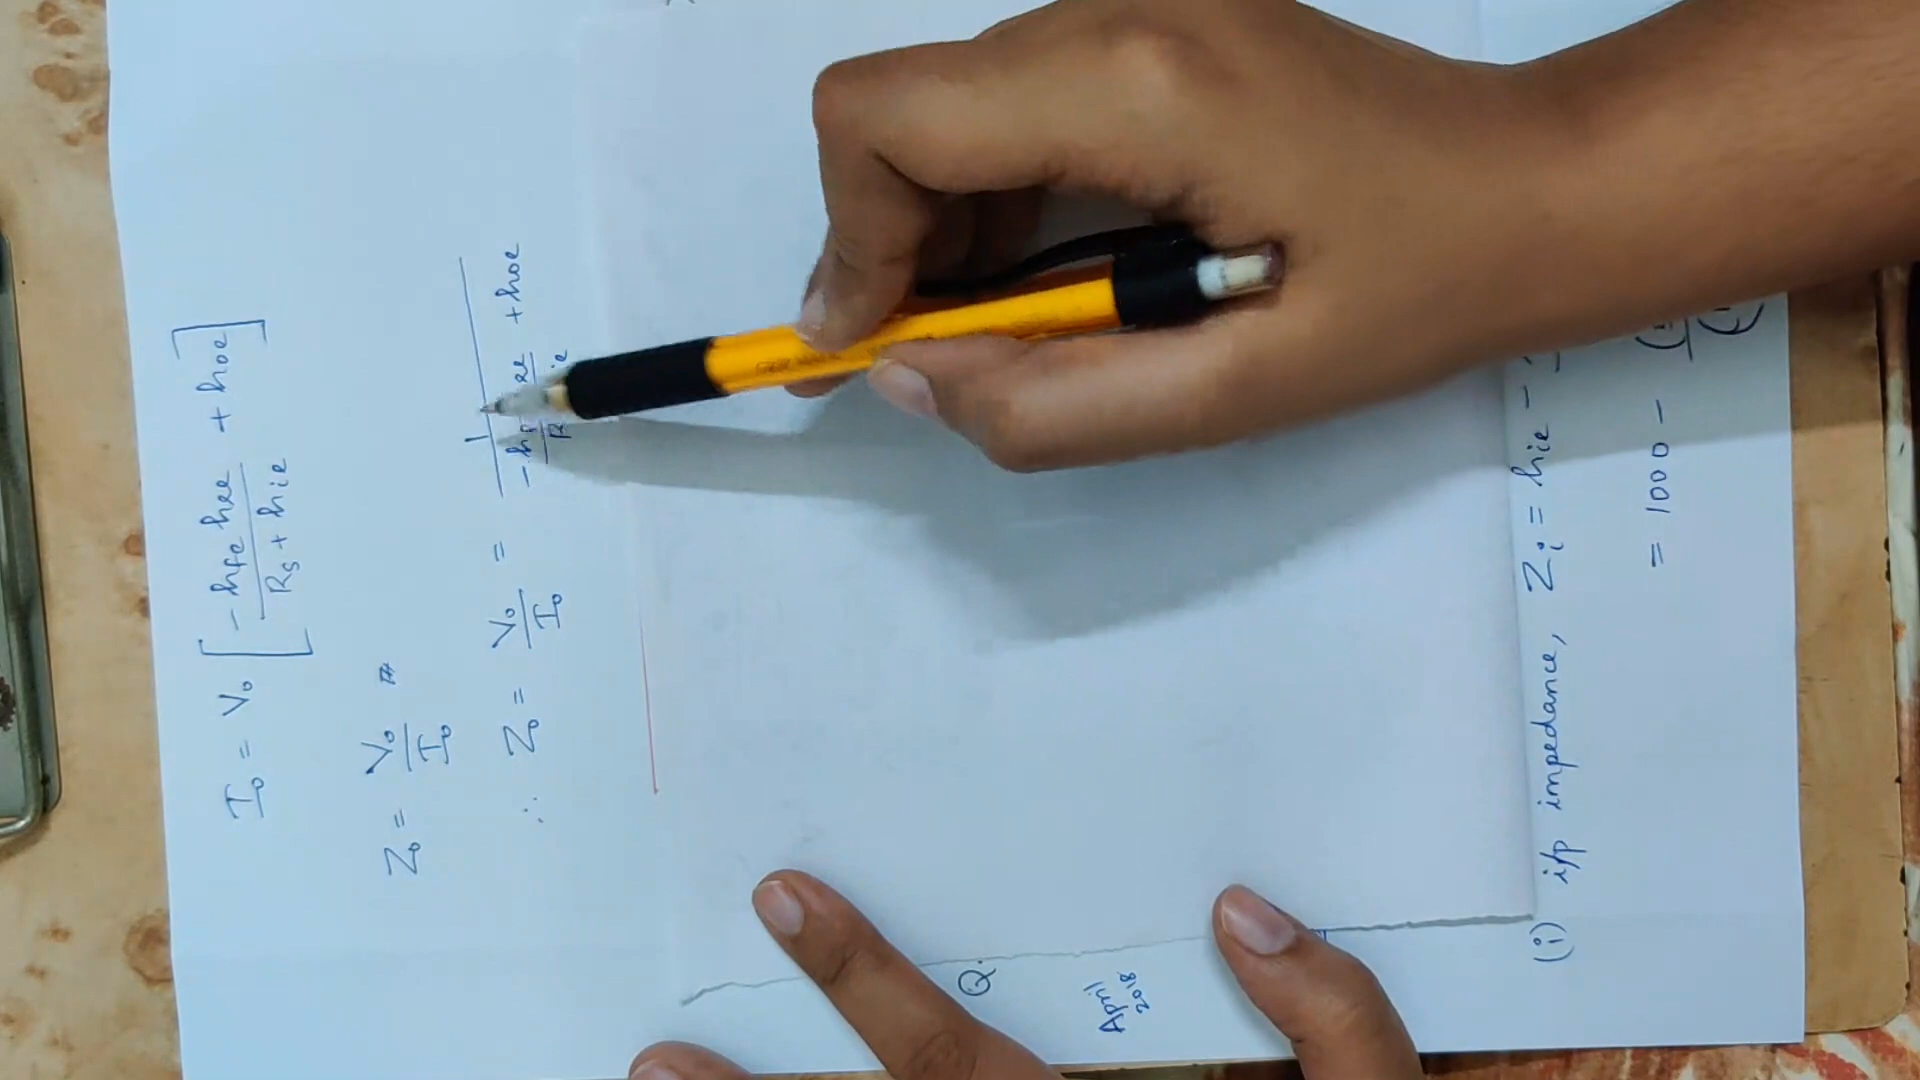 I₀ = V₀ [ -hfe hre / Rs + hie + hoe ]
Z₀ = V₀ / I₀
∴ Z₀ = V₀ / I₀ = 1 / + hoe
Q.
April
2018
(i) i/p impedance, Zi = hie -
= 1000 -